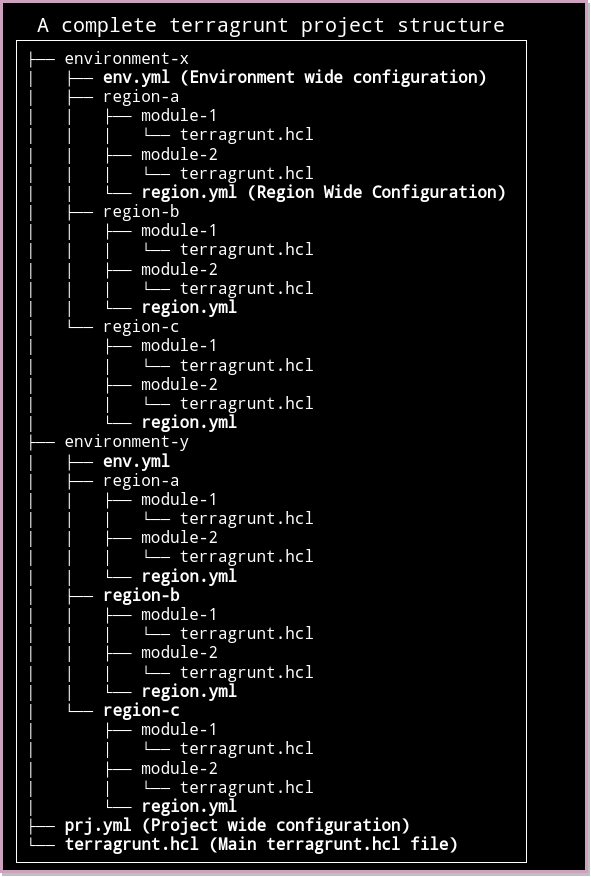 A complete terragrunt project structure
├── environment-x
│   ├── env.yml (Environment wide configuration)
│   ├── region-a
│   │   ├── module-1
│   │   │   └── terragrunt.hcl
│   │   ├── module-2
│   │   │   └── terragrunt.hcl
│   │   └── region.yml (Region Wide Configuration)
│   ├── region-b
│   │   ├── module-1
│   │   │   └── terragrunt.hcl
│   │   ├── module-2
│   │   │   └── terragrunt.hcl
│   │   └── region.yml
│   └── region-c
│       ├── module-1
│       │   └── terragrunt.hcl
│       ├── module-2
│       │   └── terragrunt.hcl
│       └── region.yml
├── environment-y
│   ├── env.yml
│   ├── region-a
│   │   ├── module-1
│   │   │   └── terragrunt.hcl
│   │   ├── module-2
│   │   │   └── terragrunt.hcl
│   │   └── region.yml
│   ├── region-b
│   │   ├── module-1
│   │   │   └── terragrunt.hcl
│   │   ├── module-2
│   │   │   └── terragrunt.hcl
│   │   └── region.yml
│   └── region-c
│       ├── module-1
│       │   └── terragrunt.hcl
│       ├── module-2
│       │   └── terragrunt.hcl
│       └── region.yml
├── prj.yml (Project wide configuration)
└── terragrunt.hcl (Main terragrunt.hcl file)